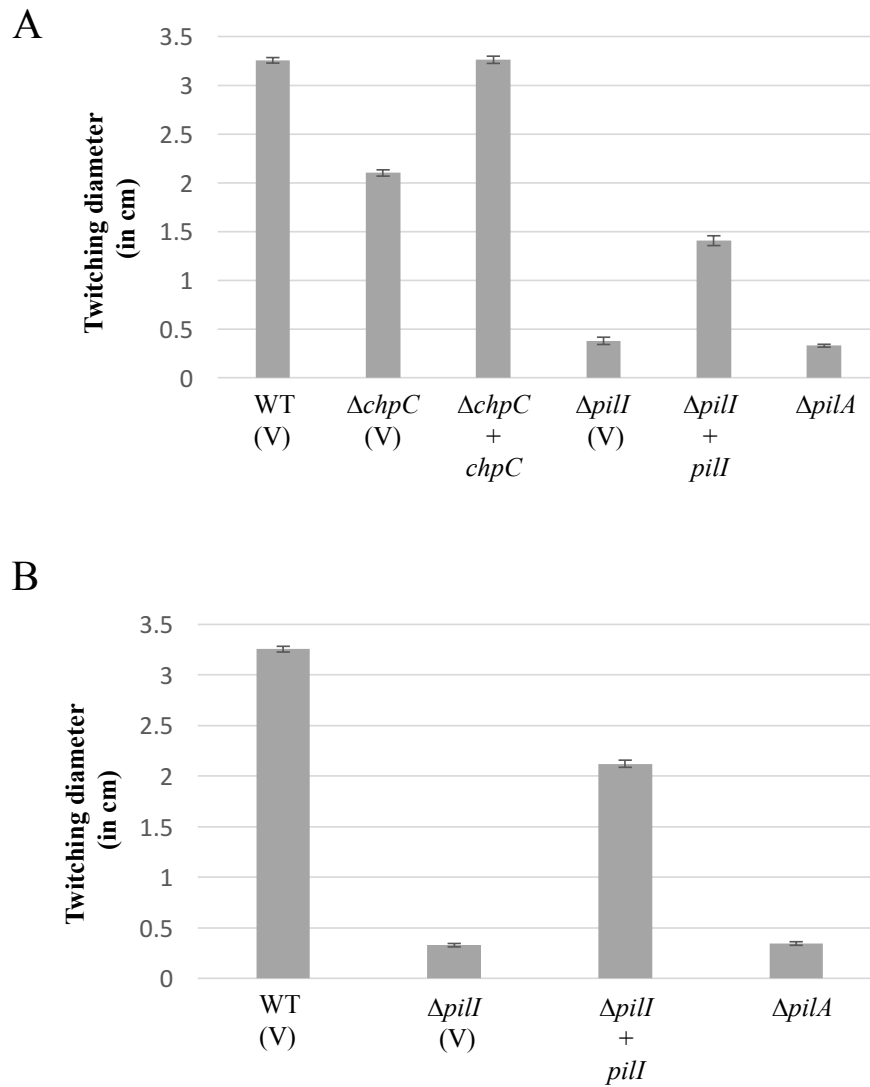 A
Twitching diameter
(in cm)
3.5
3
2.5
2
1.5
1
0.5
0
WT
(V)
ΔchpC
(V)
ΔchpC
+
chpC
ΔpilI
(V)
ΔpilI
+
pilI
ΔpilA
B
Twitching diameter
(in cm)
3.5
3
2.5
2
1.5
1
0.5
0
WT
(V)
ΔpilI
(V)
ΔpilI
+
pilI
ΔpilA